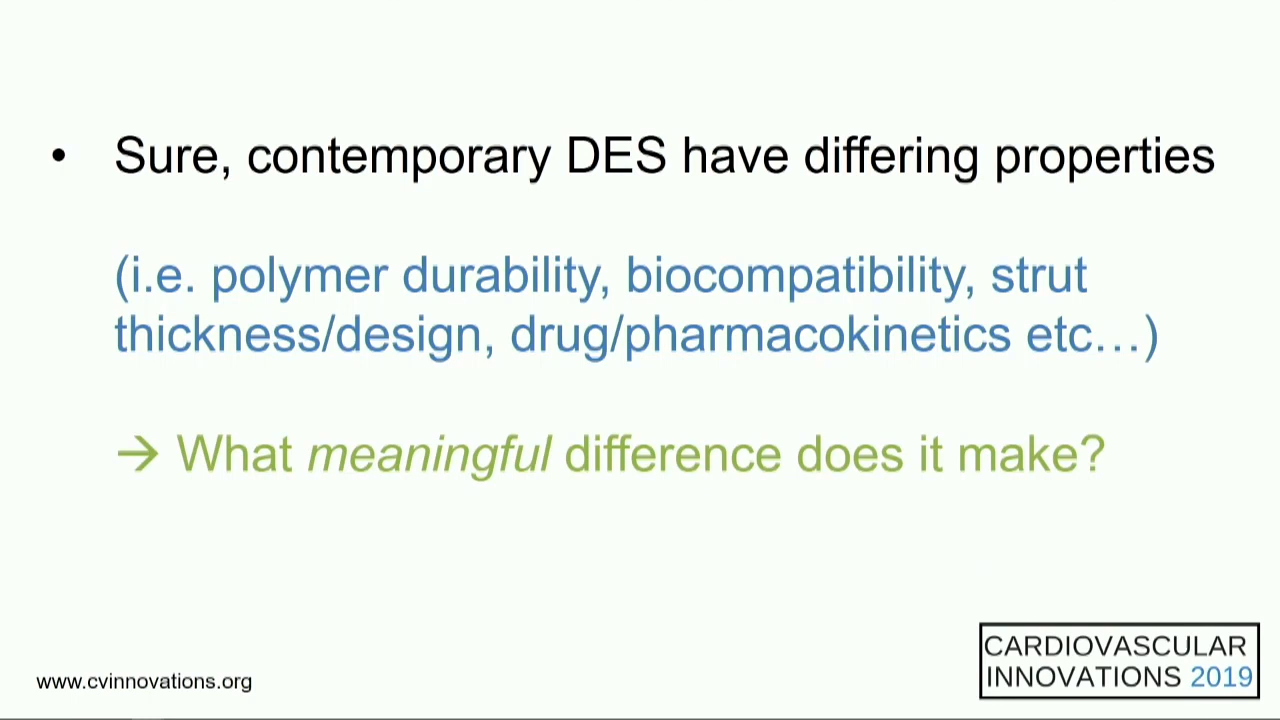 • Sure, contemporary DES have differing properties
(i.e. polymer durability, biocompatibility, strut
thickness/design, drug/pharmacokinetics etc…)
→ What meaningful difference does it make?
www.cvinnovations.org
CARDIOVASCULAR
INNOVATIONS 2019